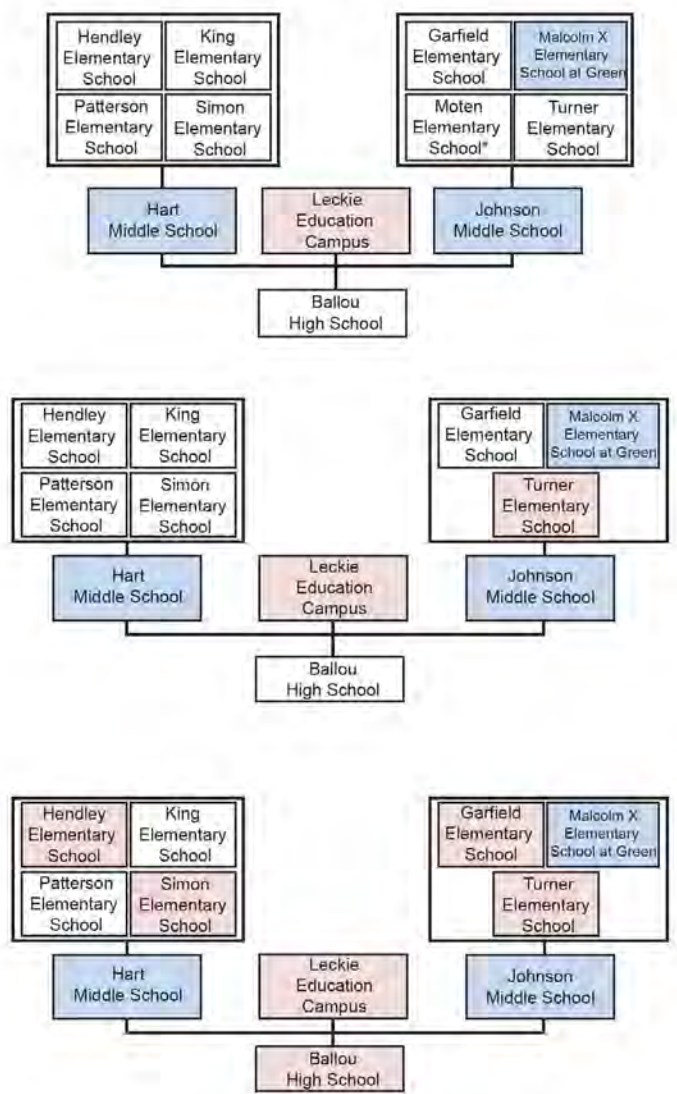 Hendley
Elementary
School
King
Elementary
School
Patterson
Elementary
School
Simon
Elementary
School
Garfield
Elementary
School
Malcolm X
Elementary
School at Green
Moten
Elementary
School*
Turner
Elementary
School
Hart
Middle School
Leckie
Education
Campus
Johnson
Middle School
Ballou
High School
Hendley
Elementary
School
King
Elementary
School
Patterson
Elementary
School
Simon
Elementary
School
Garfield
Elementary
School
Malcolm X
Elementary
School at Green
Turner
Elementary
School
Hart
Middle School
Leckie
Education
Campus
Johnson
Middle School
Ballou
High School
Hendley
Elementary
School
King
Elementary
School
Patterson
Elementary
School
Simon
Elementary
School
Garfield
Elementary
School
Malcolm X
Elementary
School at Green
Turner
Elementary
School
Hart
Middle School
Leckie
Education
Campus
Johnson
Middle School
Ballou
High School